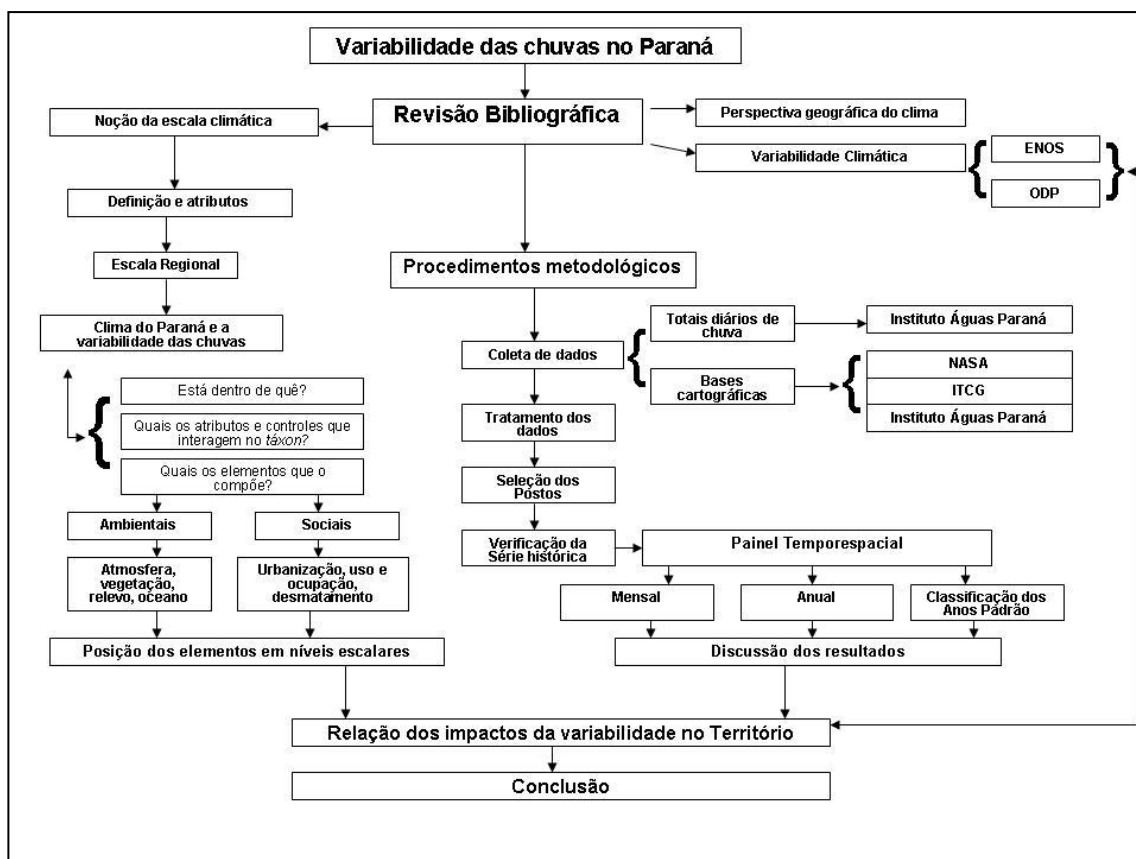 Variabilidade das chuvas no Paraná
Revisão Bibliográfica
Noção da escala climática
Perspectiva geográfica do clima
Variabilidade Climática
ENOS
ODP
Definição e atributos
Escala Regional
Clima do Paraná e a
variabilidade das chuvas
Está dentro de quê?
Quais os atributos e controles que
interagem no táxon?
Quais os elementos que o
compõe?
Ambientais
Sociais
Atmosfera,
vegetação,
relevo, oceano
Urbanização, uso e
ocupação,
desmatamento
Posição dos elementos em níveis escalares
Procedimentos metodológicos
Coleta de dados
Totais diários de
chuva
Instituto Águas Paraná
Bases
cartográficas
NASA
ITCG
Instituto Águas Paraná
Tratamento dos
dados
Seleção dos
Postos
Verificação da
Série histórica
Painel Temporespacial
Mensal
Anual
Classificação dos
Anos Padrão
Discussão dos resultados
Relação dos impactos da variabilidade no Território
Conclusão